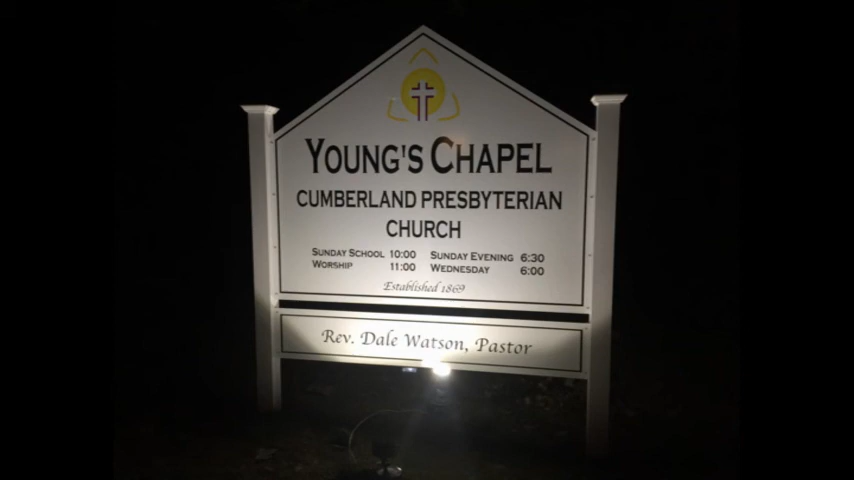 YOUNG'S CHAPEL
CUMBERLAND PRESBYTERIAN
CHURCH
SUNDAY SCHOOL 10:00 SUNDAY EVENING 6:30
WORSHIP 11:00 WEDNESDAY 6:00
Established 1869
Rev. Dale Watson, Pastor